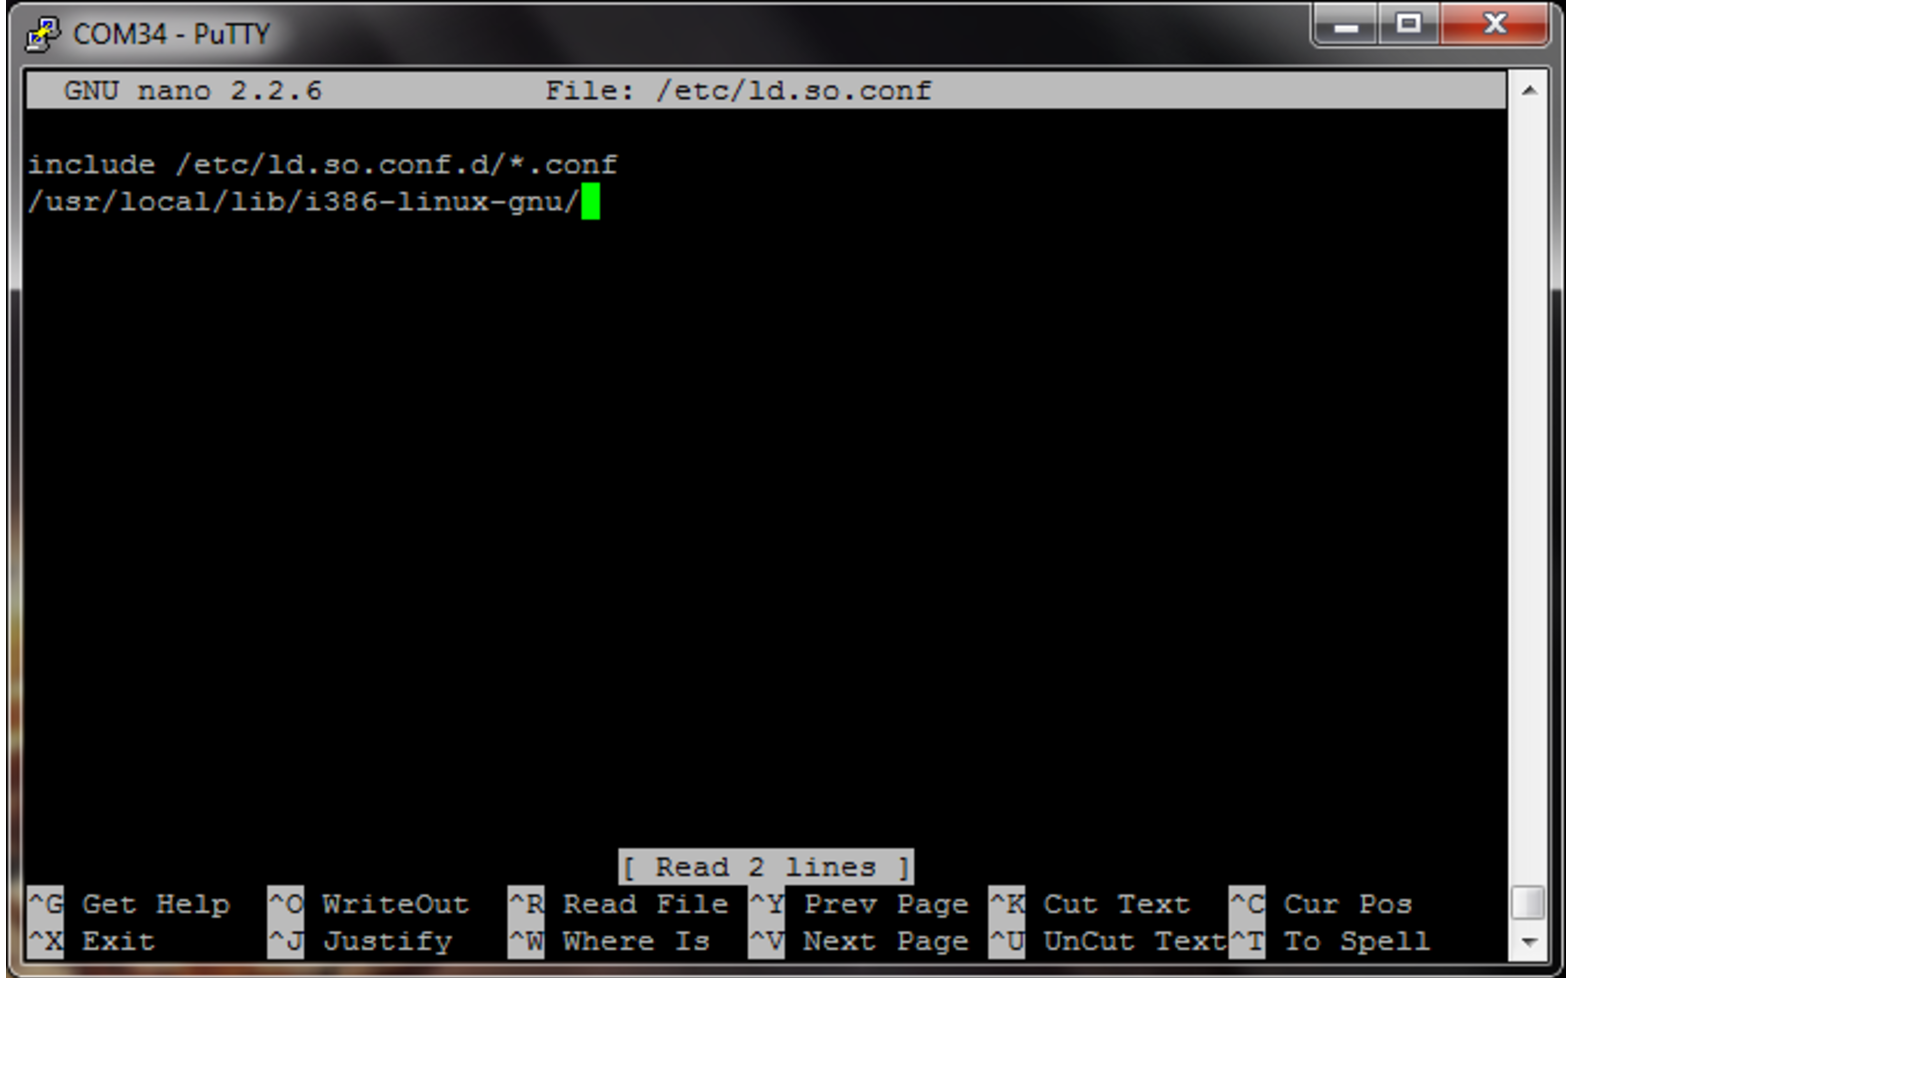 COM34 - PuTTY
GNU nano 2.2.6 File: /etc/ld.so.conf
include /etc/ld.so.conf.d/*.conf
/usr/local/lib/i386-linux-gnu/
[ Read 2 lines ]
^G Get Help ^O WriteOut ^R Read File ^Y Prev Page ^K Cut Text ^C Cur Pos
^X Exit ^J Justify ^W Where Is ^V Next Page ^U UnCut Text^T To Spell